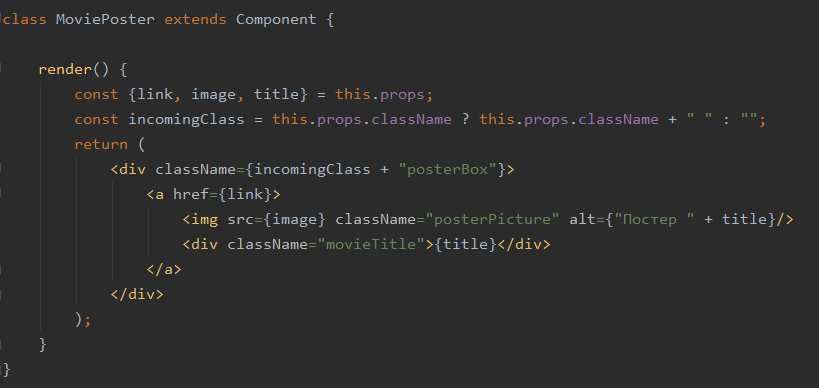 class MoviePoster extends Component {
render() {
const {link, image, title} = this.props;
const incomingClass = this.props.className ? this.props.className + " " : "";
return (
<div className={incomingClass + "posterBox"}>
<a href={link}>
<img src={image} className="posterPicture" alt={"Постер " + title}/>
<div className="movieTitle">{title}</div>
</a>
</div>
);
}
}